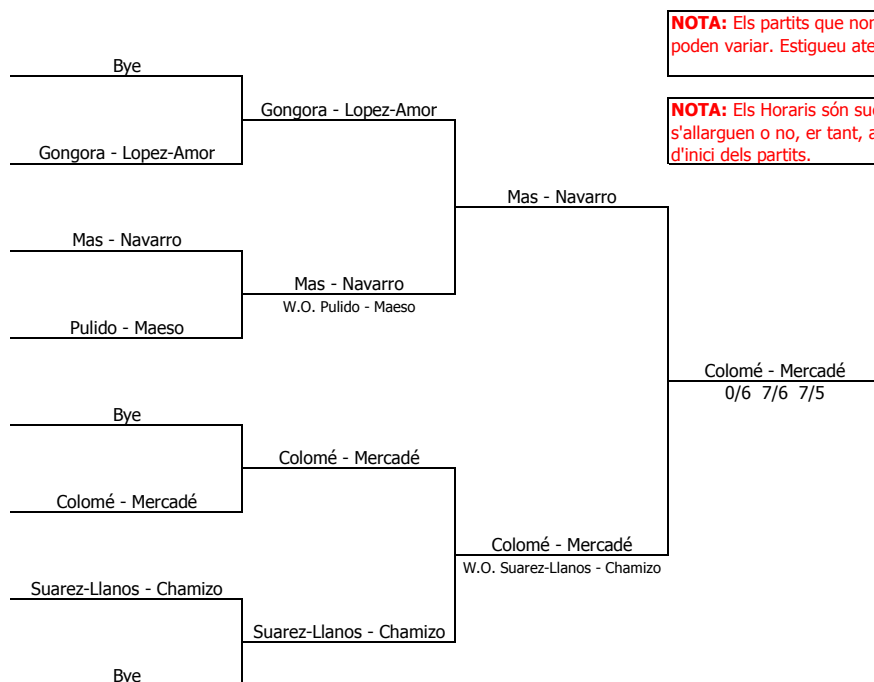 NOTA: Els partits que
poden variar. Estigueu
NOTA: Els Horaris són
s'allarguen o no, er tant,
d'inici dels partits.
Bye
Gongora - Lopez-Amor
Gongora - Lopez-Amor
Mas - Navarro
Mas - Navarro
Mas - Navarro
W.O. Pulido - Maeso
Pulido - Maeso
Colomé - Mercadé
0/6 7/6 7/5
Bye
Colomé - Mercadé
Colomé - Mercadé
Colomé - Mercadé
W.O. Suarez-Llanos - Chamizo
Suarez-Llanos - Chamizo
Suarez-Llanos - Chamizo
Bye